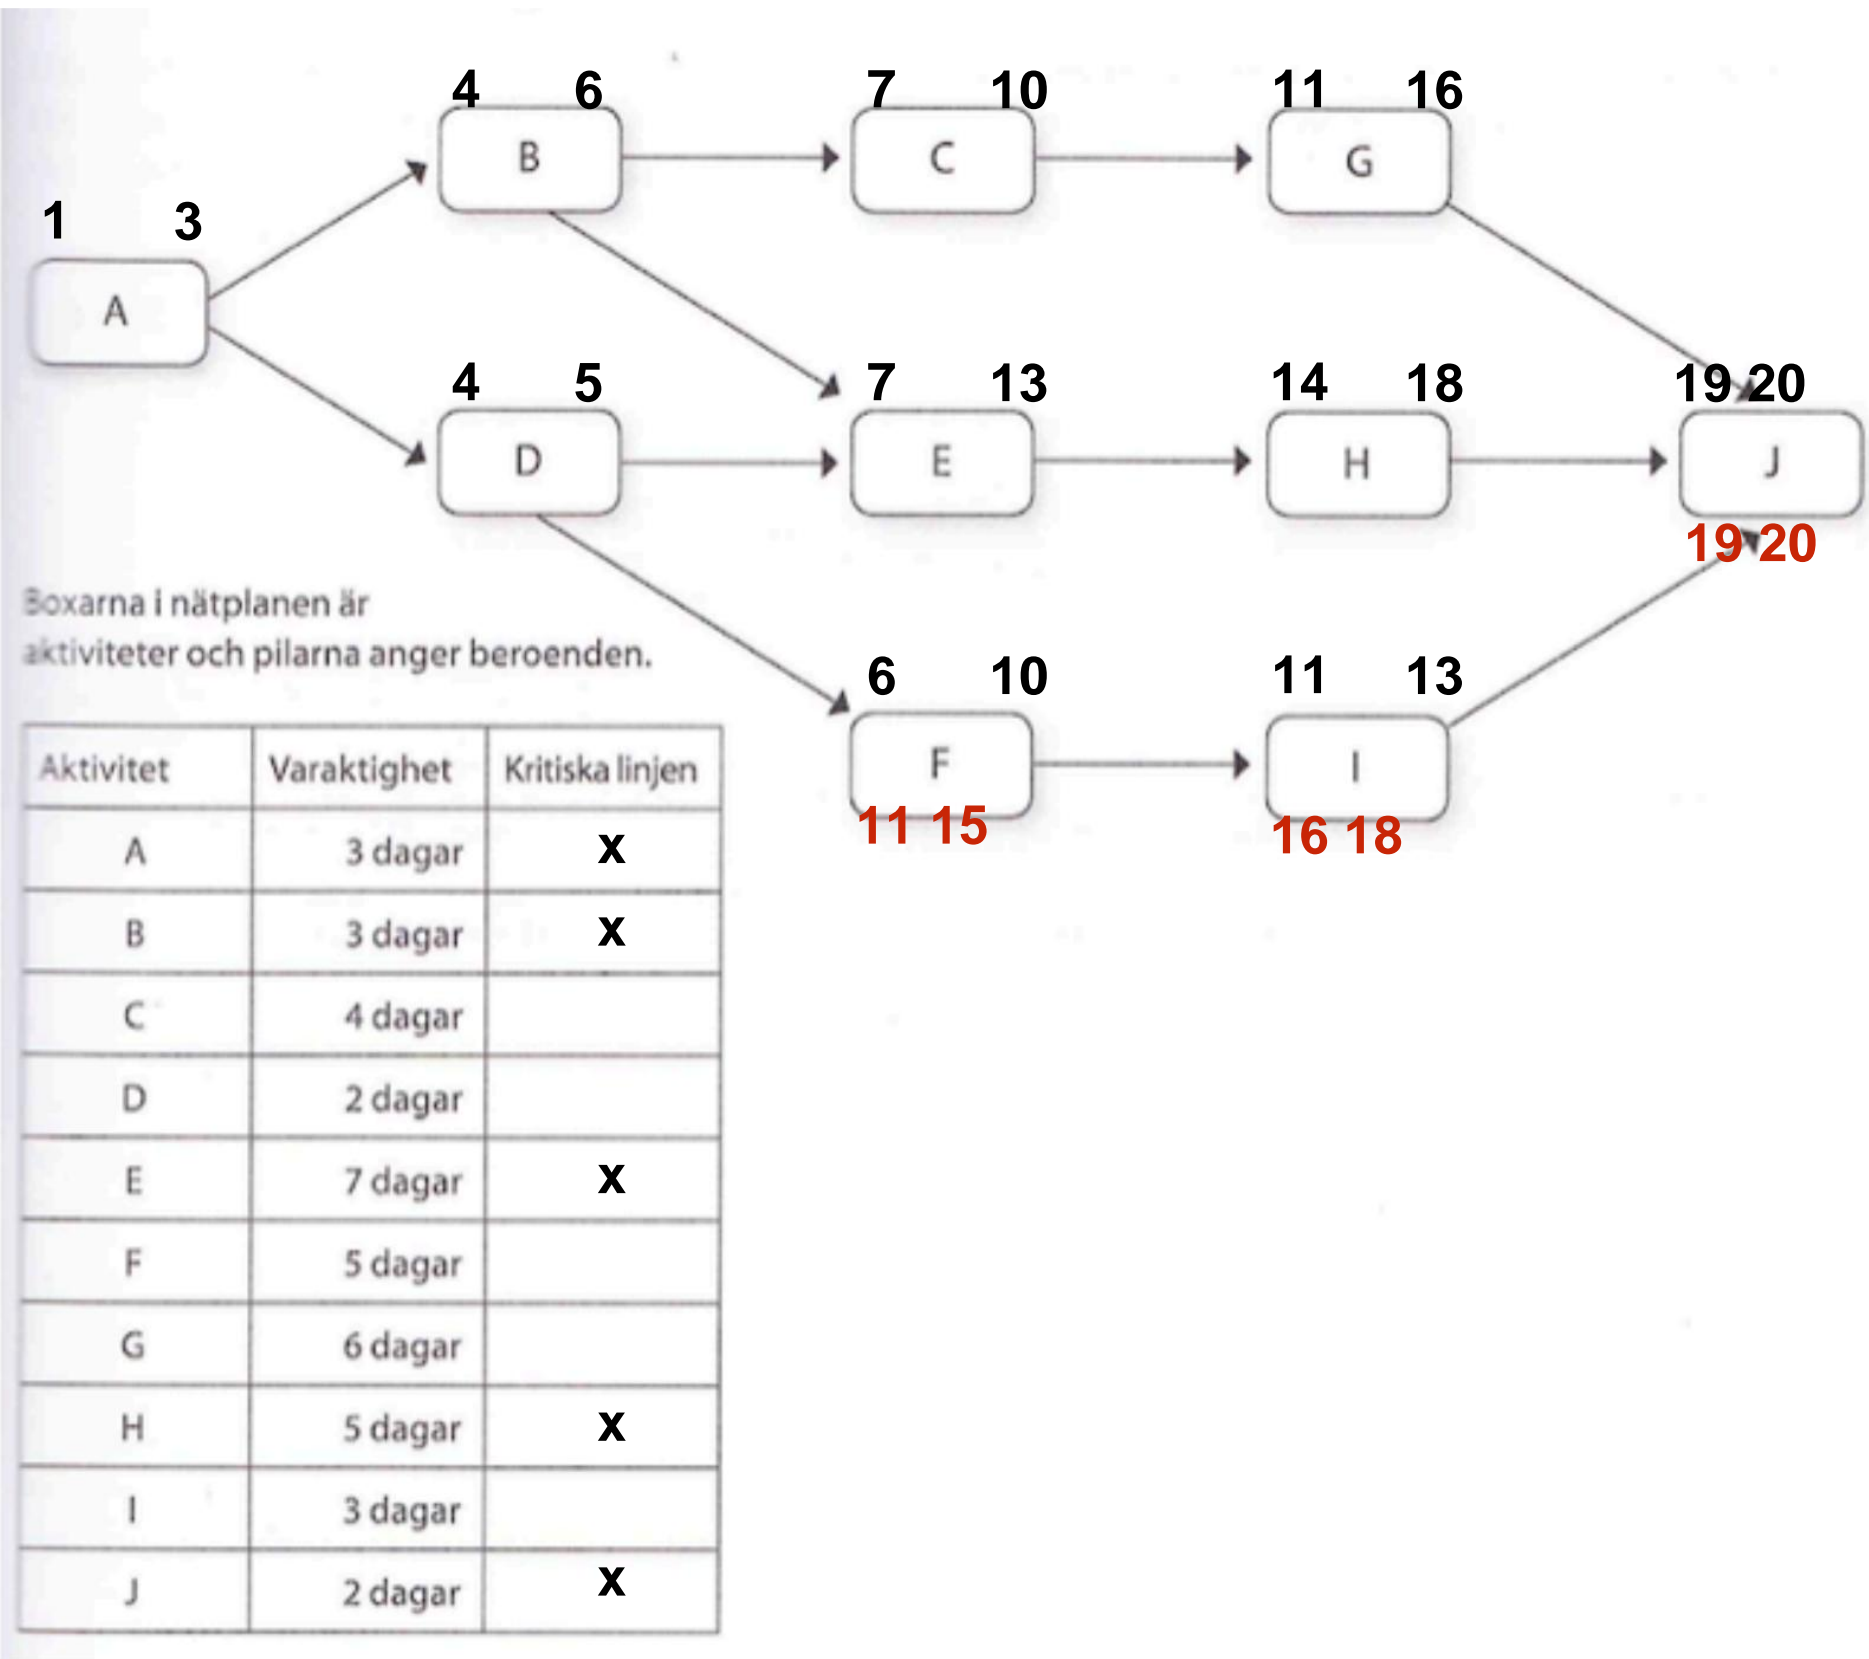 4 6 7 10 11 16
B C G
1 3
A
4 5 7 13 14 18 19 20
D E H J
19 20
Boxarna i nätplanen är
aktiviteter och pilarna anger beroenden.
6 10 11 13
F I
11 15 16 18
Aktivitet Varaktighet Kritiska linjen
A 3 dagar x
B 3 dagar x
C 4 dagar
D 2 dagar
E 7 dagar x
F 5 dagar
G 6 dagar
H 5 dagar x
I 3 dagar
J 2 dagar x